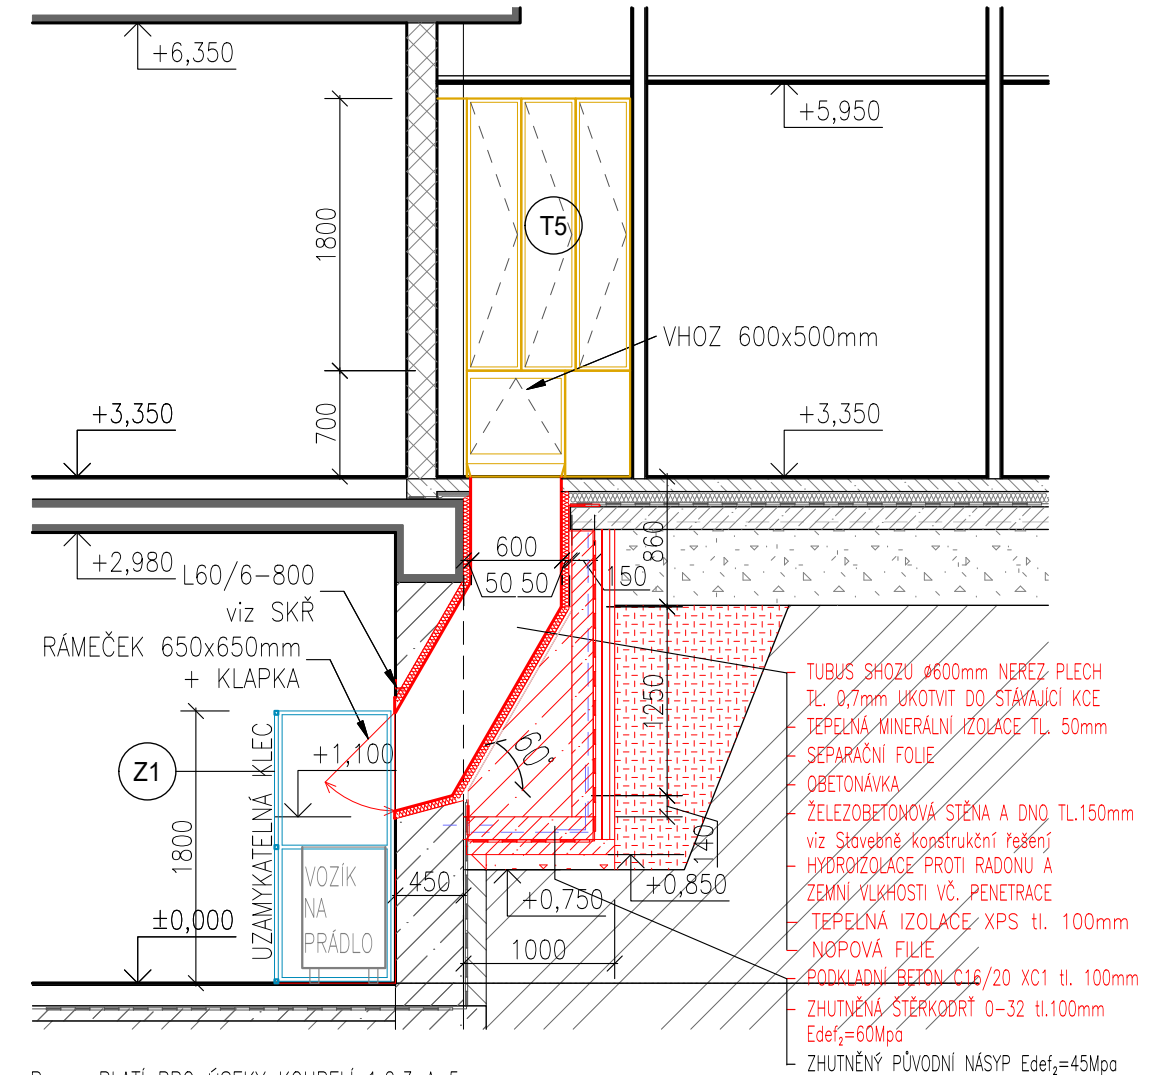 +6,350
+5,950
1800
T5
VHOZ 600x500mm
700
+3,350
+3,350
+2,980
L60/6-800
viz SKŘ
600
50 50
150
860
RÁMEČEK 650x650mm
+ KLAPKA
TUBUS SHOZU ø600mm NEREZ PLECH
TL. 0,7mm UKOTVIT DO STÁVAJÍCÍ KCE
TEPELNÁ MINERÁLNÍ IZOLACE TL. 50mm
SEPARAČNÍ FOLIE
OBETONÁVKA
ŽELEZOBETONOVÁ STĚNA A DNO TL.150mm
viz Stavebně konstrukční řešení
HYDROIZOLACE PROTI RADONU A
ZEMNÍ VLHKOSTI VČ. PENETRACE
TEPELNÁ IZOLACE XPS tl. 100mm
NOPOVÁ FILIE
PODKLADNÍ BETON C16/20 XC1 tl. 100mm
ZHUTNĚNÁ ŠTĚRKODRŤ 0-32 tl.100mm
Edef₂=60Mpa
ZHUTNĚNÝ PŮVODNÍ NÁSYP Edef₂=45Mpa
1250
60°
+1,100
Z1
UZAMYKATELNÁ KLEC
1800
140
VOZÍK
NA
PRÁDLO
450
+0,750
+0,850
±0,000
1000